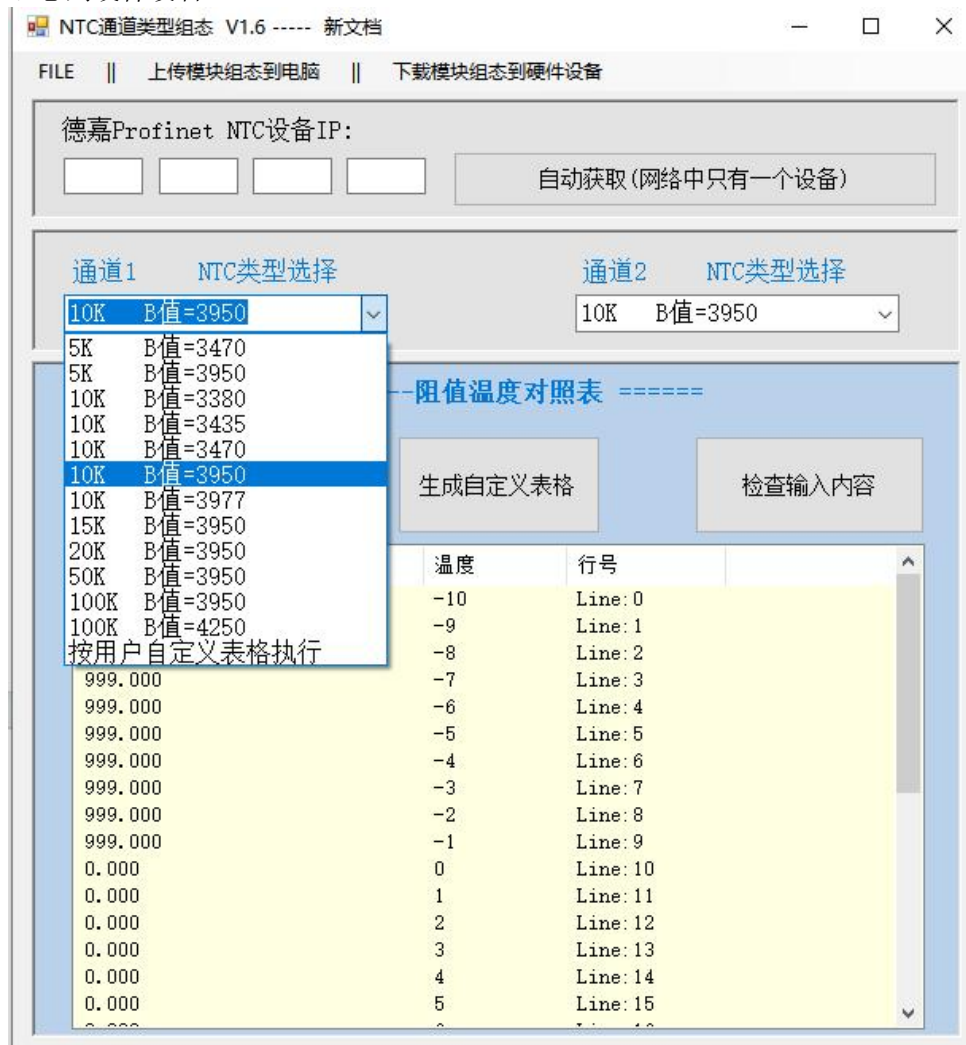 NTC通道类型组态 V1.6 ----- 新文档
FILE || 上传模块组态到电脑 || 下载模块组态到硬件设备
德嘉Profinet NTC设备IP:
自动获取(网络中只有一个设备)
通道1 NTC类型选择
通道2 NTC类型选择
10K B值=3950
10K B值=3950
5K B值=3470
5K B值=3950
10K B值=3380
10K B值=3435
10K B值=3470
10K B值=3950
10K B值=3977
15K B值=3950
20K B值=3950
50K B值=3950
100K B值=3950
100K B值=4250
按用户自定义表格执行
--阻值温度对照表 ======
生成自定义表格
检查输入内容
温度 行号
-10 Line:0
-9 Line:1
-8 Line:2
999.000 -7 Line:3
999.000 -6 Line:4
999.000 -5 Line:5
999.000 -4 Line:6
999.000 -3 Line:7
999.000 -2 Line:8
999.000 -1 Line:9
0.000 0 Line:10
0.000 1 Line:11
0.000 2 Line:12
0.000 3 Line:13
0.000 4 Line:14
0.000 5 Line:15